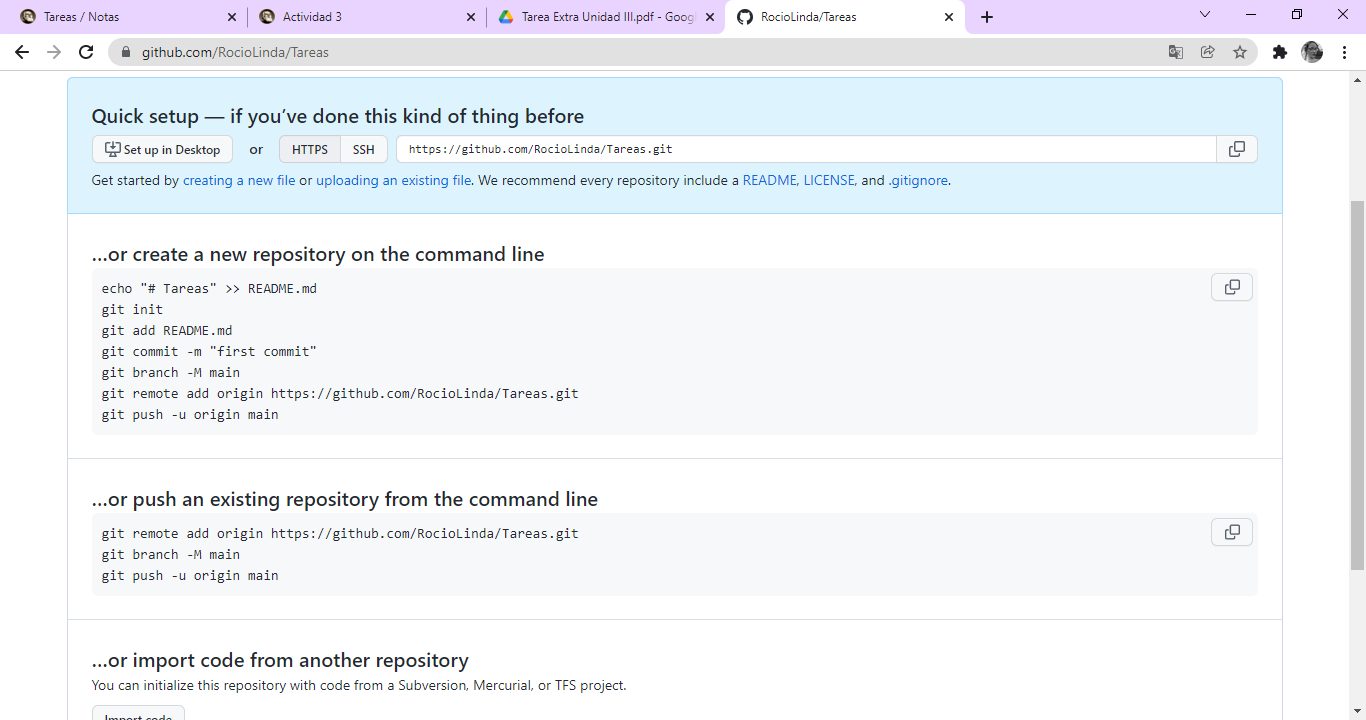 Tareas / Notas
Actividad 3
Tarea Extra Unidad III.pdf - Goog
RocioLinda/Tareas
github.com/RocioLinda/Tareas
Quick setup — if you’ve done this kind of thing before
Set up in Desktop or HTTPS SSH https://github.com/RocioLinda/Tareas.git
Get started by creating a new file or uploading an existing file. We recommend every repository include a README, LICENSE, and .gitignore.
…or create a new repository on the command line
echo "# Tareas" >> README.md
git init
git add README.md
git commit -m "first commit"
git branch -M main
git remote add origin https://github.com/RocioLinda/Tareas.git
git push -u origin main
…or push an existing repository from the command line
git remote add origin https://github.com/RocioLinda/Tareas.git
git branch -M main
git push -u origin main
…or import code from another repository
You can initialize this repository with code from a Subversion, Mercurial, or TFS project.
Import code